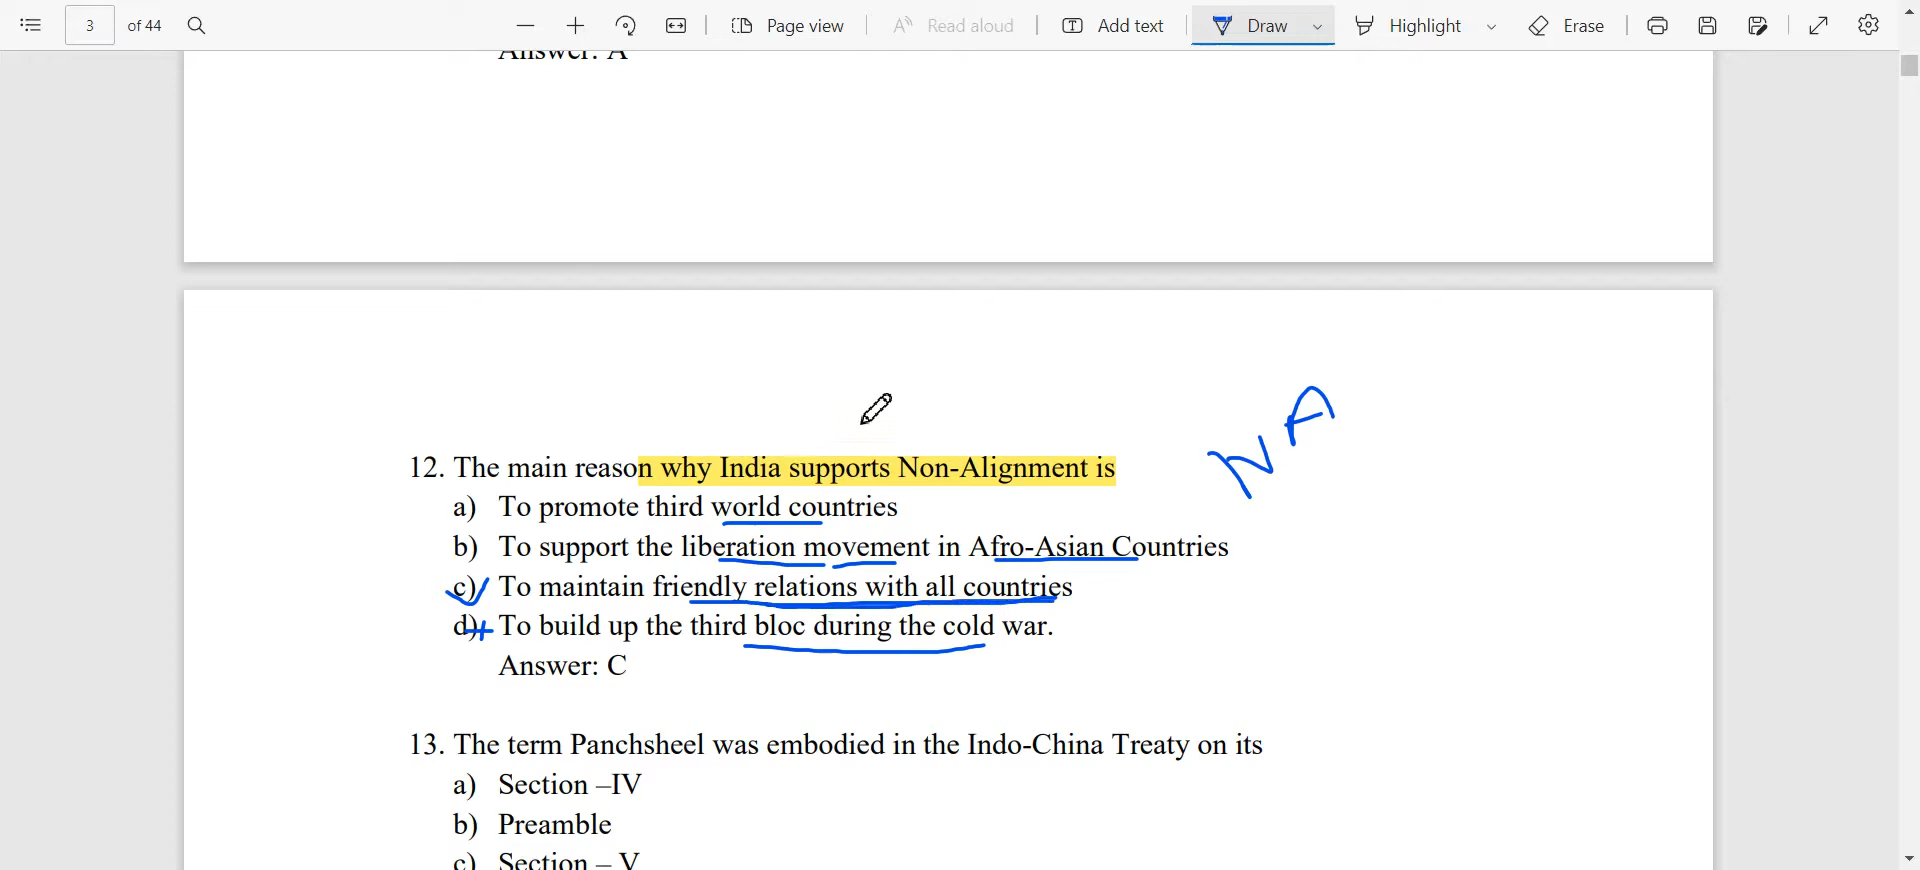 3 of 44 Page view Read aloud Add text Draw Highlight Erase
Answer: A
NA
12. The main reason why India supports Non-Alignment is
a) To promote third world countries
b) To support the liberation movement in Afro-Asian Countries
c) To maintain friendly relations with all countries
d) To build up the third bloc during the cold war.
Answer: C
13. The term Panchsheel was embodied in the Indo-China Treaty on its
a) Section –IV
b) Preamble
c) Section – V